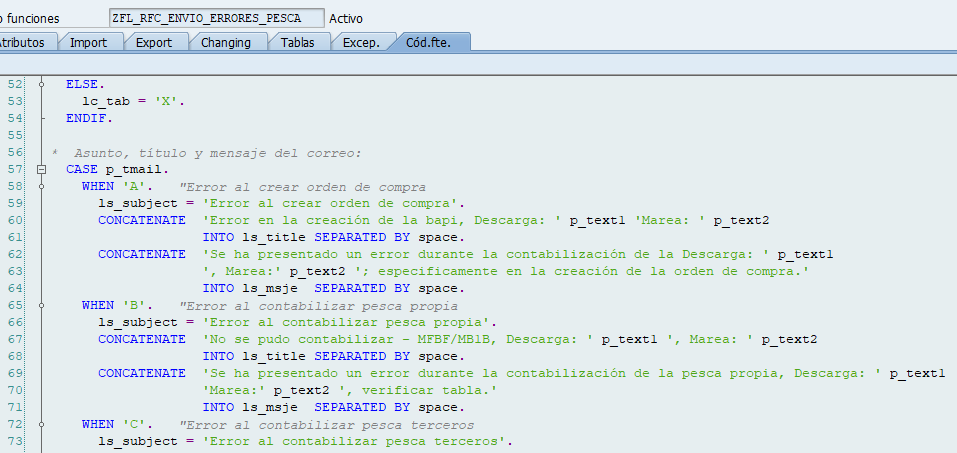 o funciones ZFL_RFC_ENVIO_ERRORES_PESCA Activo
tributos Import Export Changing Tablas Excep. Cód.fte.
52 ELSE.
53 lc_tab = 'X'.
54 ENDIF.
55
56 * Asunto, título y mensaje del correo:
57 CASE p_tmail.
58 WHEN 'A'. "Error al crear orden de compra
59 ls_subject = 'Error al crear orden de compra'.
60 CONCATENATE 'Error en la creación de la bapi, Descarga: ' p_text1 'Marea: ' p_text2
61 INTO ls_title SEPARATED BY space.
62 CONCATENATE 'Se ha presentado un error durante la contabilización de la Descarga: ' p_text1
63 ', Marea:' p_text2 '; especificamente en la creación de la orden de compra.'
64 INTO ls_msje SEPARATED BY space.
65 WHEN 'B'. "Error al contabilizar pesca propia
66 ls_subject = 'Error al contabilizar pesca propia'.
67 CONCATENATE 'No se pudo contabilizar - MFBF/MB1B, Descarga: ' p_text1 ', Marea: ' p_text2
68 INTO ls_title SEPARATED BY space.
69 CONCATENATE 'Se ha presentado un error durante la contabilización de la pesca propia, Descarga: ' p_text1
70 'Marea:' p_text2 ', verificar tabla.'
71 INTO ls_msje SEPARATED BY space.
72 WHEN 'C'. "Error al contabilizar pesca terceros
73 ls_subject = 'Error al contabilizar pesca terceros'.